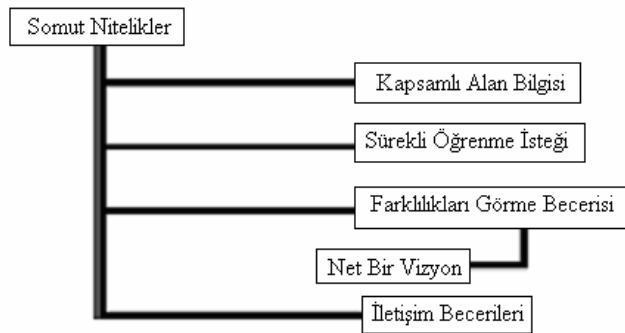 Somut Nitelikler
Kapsamlı Alan Bilgisi
Sürekli Öğrenme İsteği
Farklılıkları Görme Becerisi
Net Bir Vizyon
İletişim Becerileri